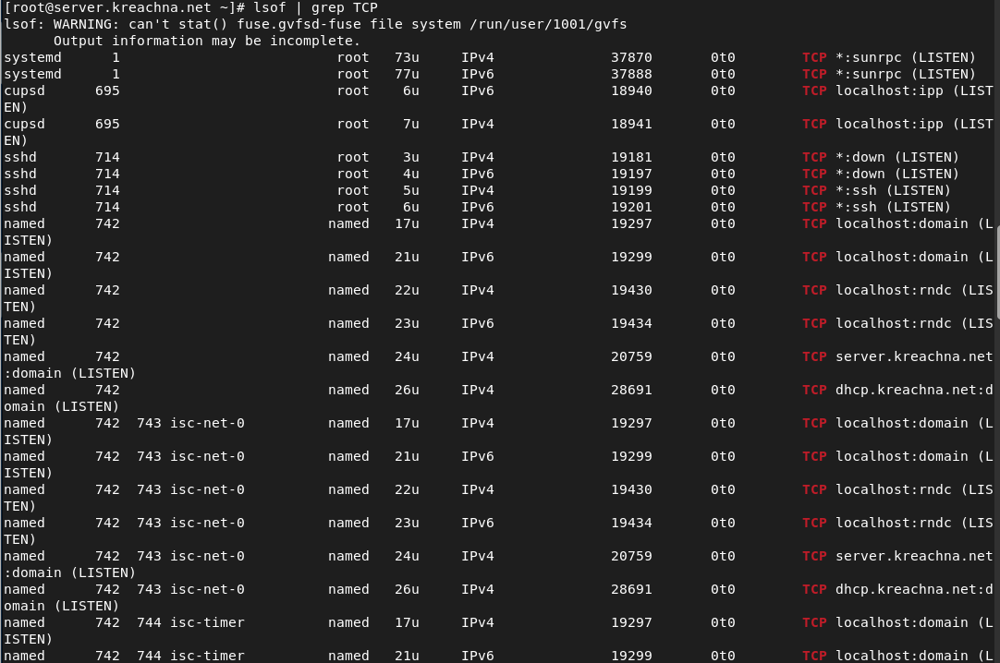 [root@server.kreachna.net ~]# lsof | grep TCP
lsof: WARNING: can't stat() fuse.gvfsd-fuse file system /run/user/1001/gvfs
      Output information may be incomplete.
systemd      1                          root   73u     IPv4              37870       0t0        TCP *:sunrpc (LISTEN)
systemd      1                          root   77u     IPv6              37888       0t0        TCP *:sunrpc (LISTEN)
cupsd      695                          root    6u     IPv6              18940       0t0        TCP localhost:ipp (LIST
EN)
cupsd      695                          root    7u     IPv4              18941       0t0        TCP localhost:ipp (LIST
EN)
sshd       714                          root    3u     IPv4              19181       0t0        TCP *:down (LISTEN)
sshd       714                          root    4u     IPv6              19197       0t0        TCP *:down (LISTEN)
sshd       714                          root    5u     IPv4              19199       0t0        TCP *:ssh (LISTEN)
sshd       714                          root    6u     IPv6              19201       0t0        TCP *:ssh (LISTEN)
named      742                         named   17u     IPv4              19297       0t0        TCP localhost:domain (L
ISTEN)
named      742                         named   21u     IPv6              19299       0t0        TCP localhost:domain (L
ISTEN)
named      742                         named   22u     IPv4              19430       0t0        TCP localhost:rndc (LIS
TEN)
named      742                         named   23u     IPv6              19434       0t0        TCP localhost:rndc (LIS
TEN)
named      742                         named   24u     IPv4              20759       0t0        TCP server.kreachna.net
:domain (LISTEN)
named      742                         named   26u     IPv4              28691       0t0        TCP dhcp.kreachna.net:d
omain (LISTEN)
named      742  743 isc-net-0          named   17u     IPv4              19297       0t0        TCP localhost:domain (L
ISTEN)
named      742  743 isc-net-0          named   21u     IPv6              19299       0t0        TCP localhost:domain (L
ISTEN)
named      742  743 isc-net-0          named   22u     IPv4              19430       0t0        TCP localhost:rndc (LIS
TEN)
named      742  743 isc-net-0          named   23u     IPv6              19434       0t0        TCP localhost:rndc (LIS
TEN)
named      742  743 isc-net-0          named   24u     IPv4              20759       0t0        TCP server.kreachna.net
:domain (LISTEN)
named      742  743 isc-net-0          named   26u     IPv4              28691       0t0        TCP dhcp.kreachna.net:d
omain (LISTEN)
named      742  744 isc-timer          named   17u     IPv4              19297       0t0        TCP localhost:domain (L
ISTEN)
named      742  744 isc-timer          named   21u     IPv6              19299       0t0        TCP localhost:domain (L